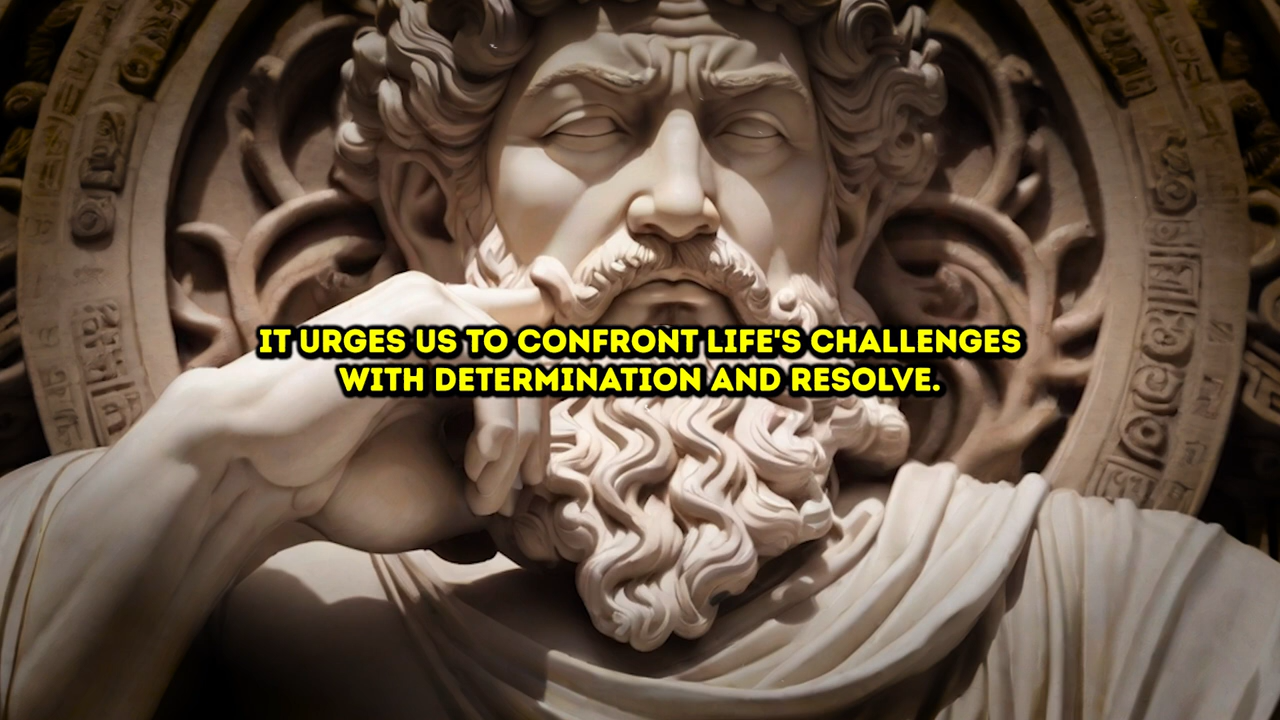 IT URGES US TO CONFRONT LIFE'S CHALLENGES
WITH DETERMINATION AND RESOLVE.